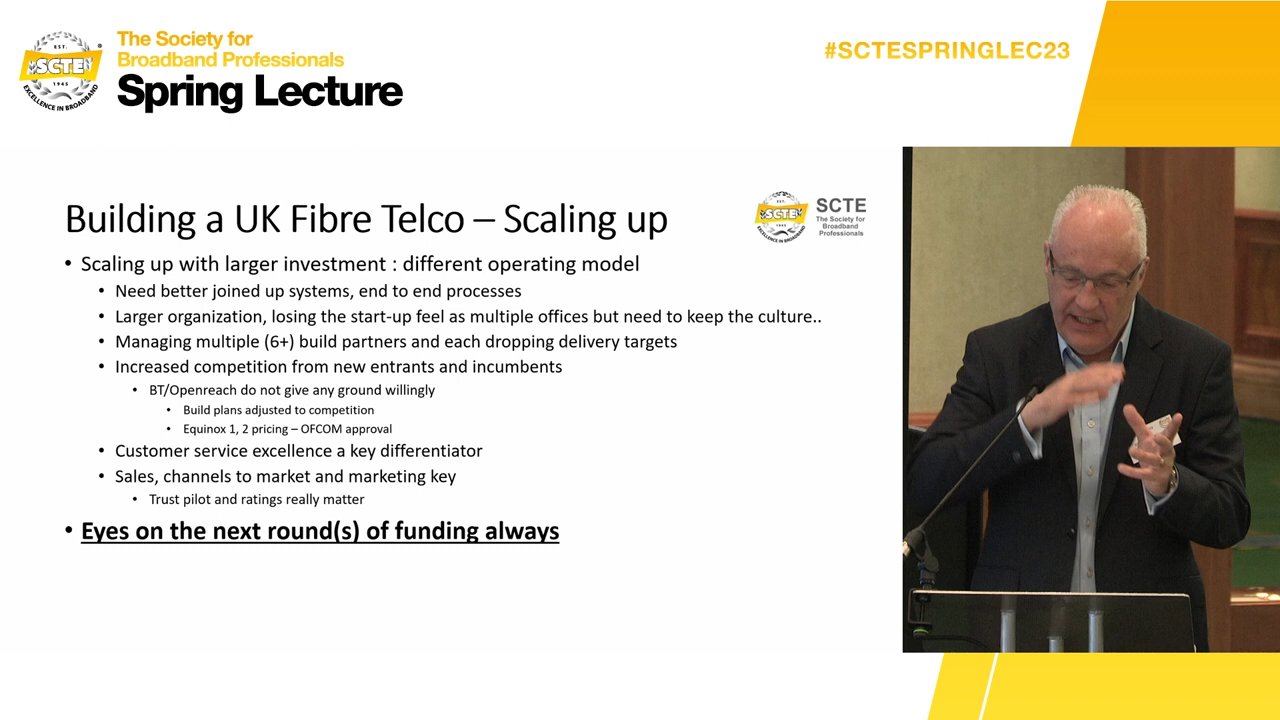 EST.
SCTE
1945
EXCELLENCE IN BROADBAND
The Society for
Broadband Professionals
Spring Lecture
#SCTESPRINGLEC23
Building a UK Fibre Telco – Scaling up
EST.
SCTE
1945
EXCELLENCE IN BROADBAND
SCTE
The Society for
Broadband
Professionals
• Scaling up with larger investment : different operating model
• Need better joined up systems, end to end processes
• Larger organization, losing the start-up feel as multiple offices but need to keep the culture..
• Managing multiple (6+) build partners and each dropping delivery targets
• Increased competition from new entrants and incumbents
• BT/Openreach do not give any ground willingly
• Build plans adjusted to competition
• Equinox 1, 2 pricing – OFCOM approval
• Customer service excellence a key differentiator
• Sales, channels to market and marketing key
• Trust pilot and ratings really matter
• Eyes on the next round(s) of funding always